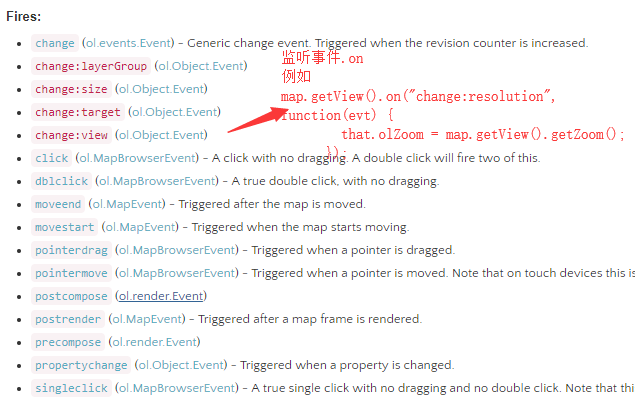 Fires:
change (ol.events.Event) - Generic change event. Triggered when the revision counter is increased.
change:layerGroup (ol.Object.Event)
change:size (ol.Object.Event)
change:target (ol.Object.Event)
change:view (ol.Object.Event)
监听事件.on
例如
map.getView().on("change:resolution",
function(evt) {
that.olZoom = map.getView().getZoom();
});
click (ol.MapBrowserEvent) - A click with no dragging. A double click will fire two of this.
dblclick (ol.MapBrowserEvent) - A true double click, with no dragging.
moveend (ol.MapEvent) - Triggered after the map is moved.
movestart (ol.MapEvent) - Triggered when the map starts moving.
pointerdrag (ol.MapBrowserEvent) - Triggered when a pointer is dragged.
pointermove (ol.MapBrowserEvent) - Triggered when a pointer is moved. Note that on touch devices this is
postcompose (ol.render.Event)
postrender (ol.MapEvent) - Triggered after a map frame is rendered.
precompose (ol.render.Event)
propertychange (ol.Object.Event) - Triggered when a property is changed.
singleclick (ol.MapBrowserEvent) - A true single click with no dragging and no double click. Note that thi